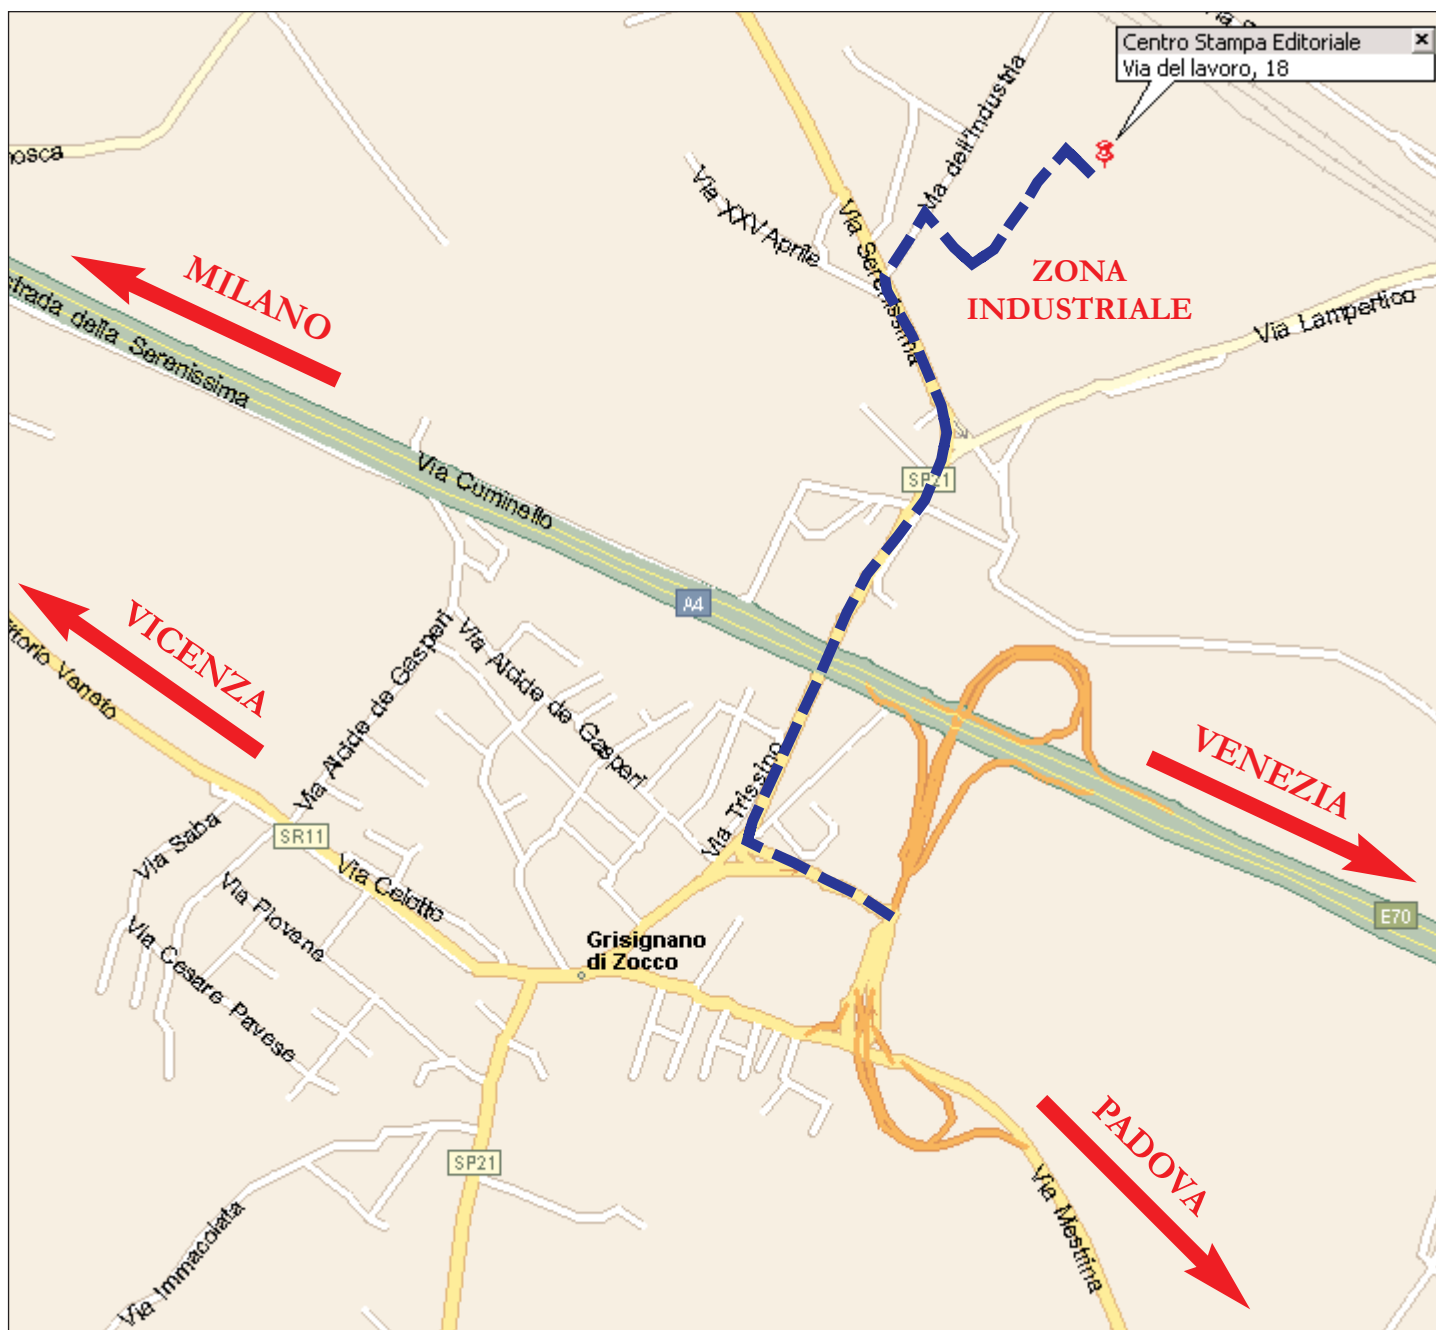 Centro Stampa Editoriale
Via del lavoro, 18
Via dell'Industria
Via XXV Aprile
Via Serenissima
ZONA
INDUSTRIALE
Via Lampertico
MILANO
strada della Serenissima
Via Cuminello
SP21
A4
VICENZA
Via Alcide de Gasperi
Via Alcide de Gasperi
Via Trissino
VENEZIA
E70
SR11
Via Saba
Via Celotto
Via Piovene
Via Cesare Pavese
Grisignano
di Zocco
PADOVA
SP21
Via Mestrina
Via Immacolata